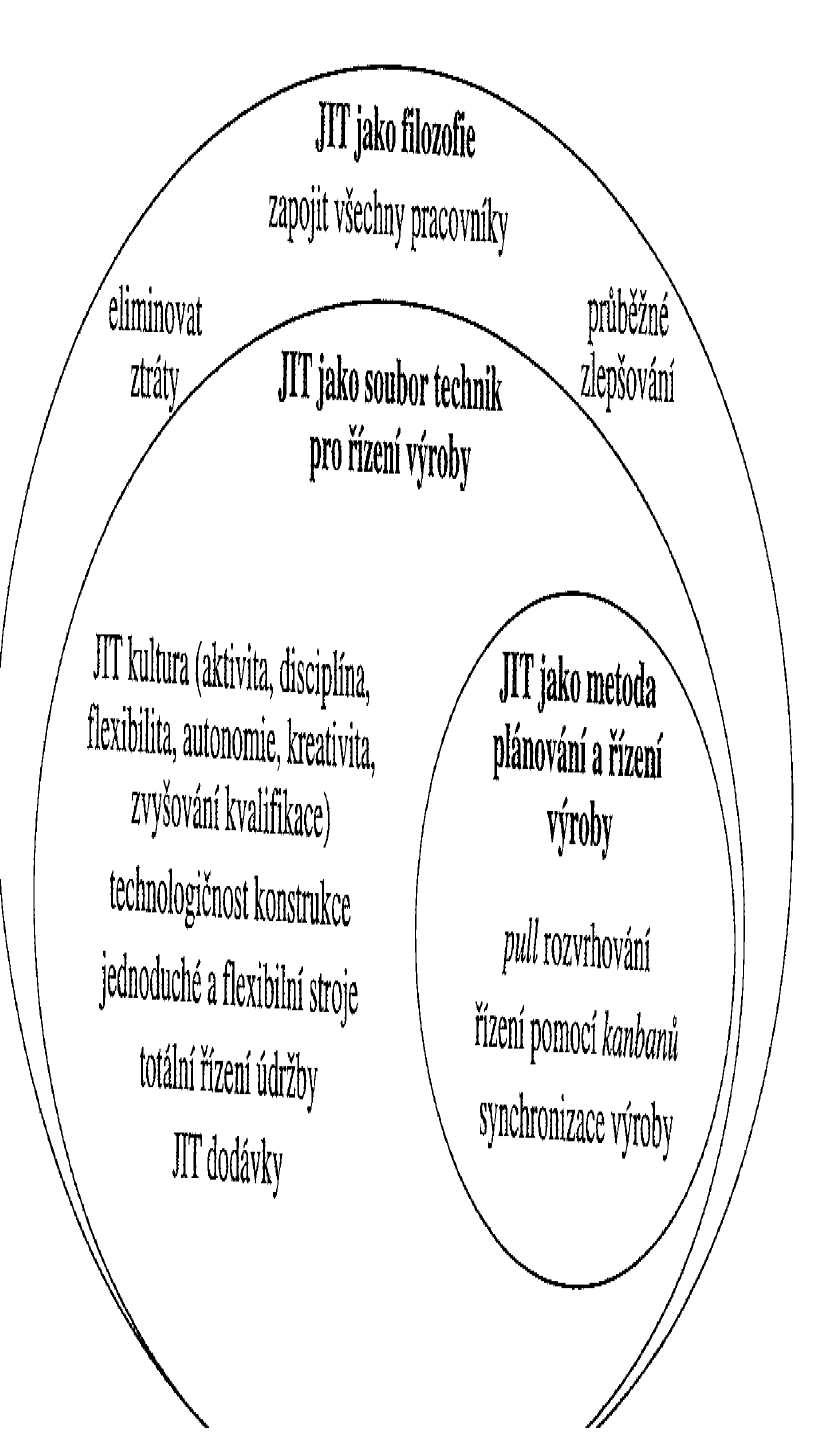 JIT jako filozofie
zapojit všechny pracovníky
eliminovat
ztráty
průběžné
zlepšování
JIT jako soubor technik
pro řízení výroby
JIT kultura (aktivita, disciplína,
flexibilita, autonomie, kreativita,
zvyšování kvalifikace)
technologičnost konstrukce
jednoduché a flexibilní stroje
totální řízení údržby
JIT dodávky
JIT jako metoda
plánování a řízení
výroby
pull rozvrhování
řízení pomocí kanbanů
synchronizace výroby